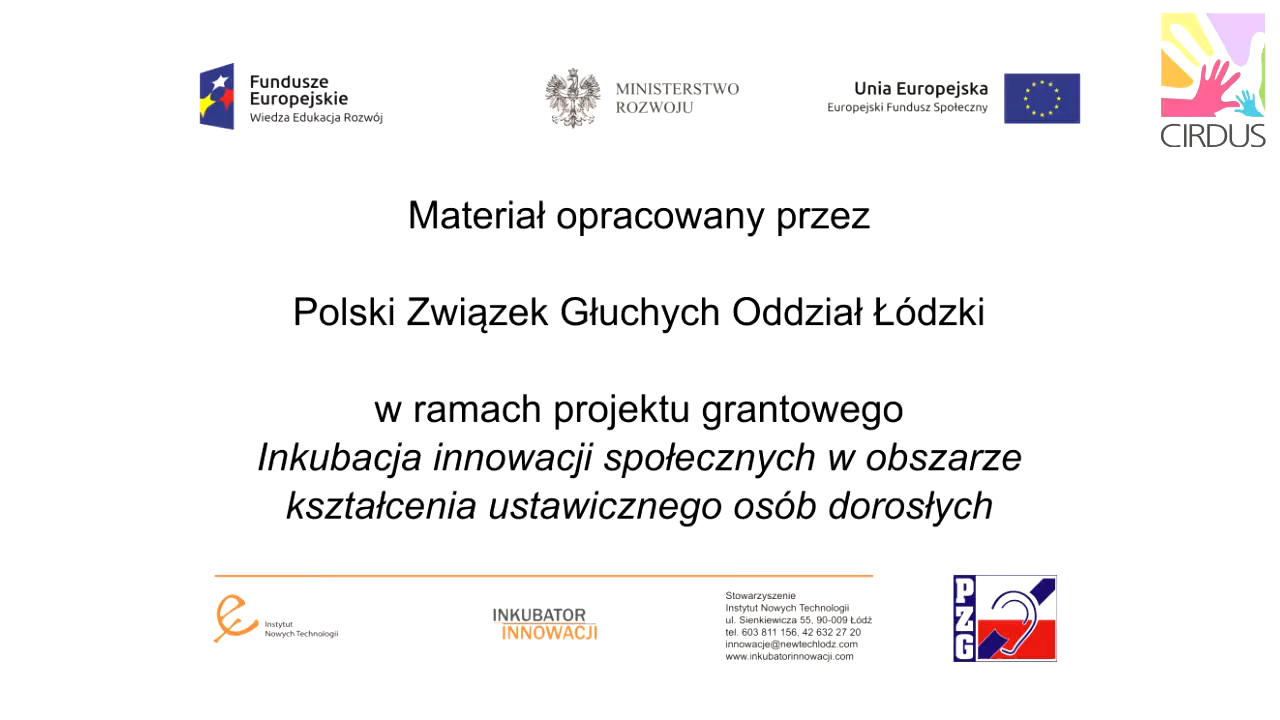 Fundusze
Europejskie
Wiedza Edukacja Rozwój
MINISTERSTWO
ROZWOJU
Unia Europejska
Europejski Fundusz Społeczny
CIRDUS
Materiał opracowany przez
Polski Związek Głuchych Oddział Łódzki
w ramach projektu grantowego
Inkubacja innowacji społecznych w obszarze
kształcenia ustawicznego osób dorosłych
Instytut
Nowych Technologii
INKUBATOR
INNOWACJI
Stowarzyszenie
Instytut Nowych Technologii
ul. Sienkiewicza 55, 90-009 Łódź
tel. 603 811 156, 42 632 27 20
innowacje@newtechlodz.com
www.inkubatorinnowacji.com
PZG